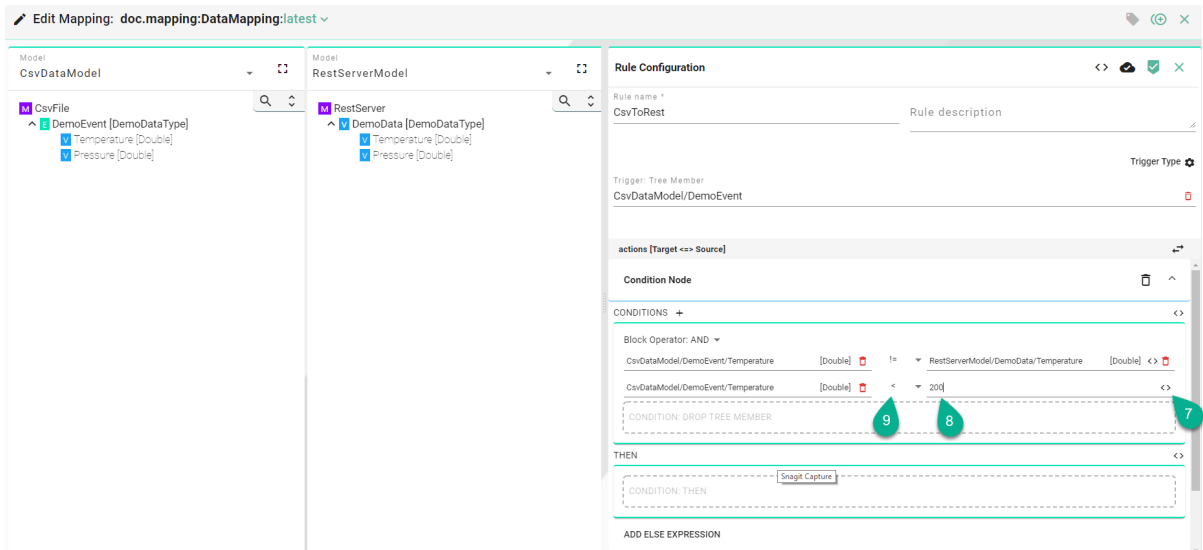 Edit Mapping: doc.mapping:DataMapping:latest
Model
CsvDataModel
M CsvFile
E DemoEvent [DemoDataType]
V Temperature [Double]
V Pressure [Double]
Model
RestServerModel
M RestServer
V DemoData [DemoDataType]
V Temperature [Double]
V Pressure [Double]
Rule Configuration
Rule name *
CsvToRest
Rule description
Trigger Type
Trigger: Tree Member
CsvDataModel/DemoEvent
actions [Target <=> Source]
Condition Node
CONDITIONS +
Block Operator: AND
CsvDataModel/DemoEvent/Temperature [Double] != RestServerModel/DemoData/Temperature [Double]
CsvDataModel/DemoEvent/Temperature [Double] < 200
7
9 8
CONDITION: DROP TREE MEMBER
THEN
Snagit Capture
CONDITION: THEN
ADD ELSE EXPRESSION